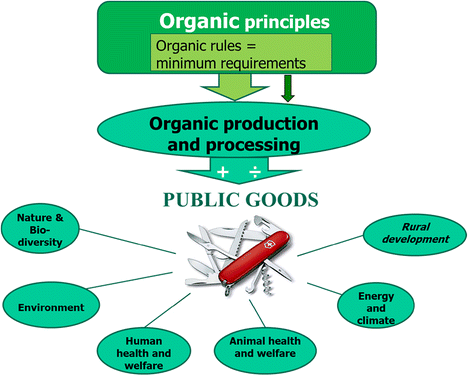 Organic principles
Organic rules =
minimum requirements
Organic production
and processing
+ ÷
PUBLIC GOODS
Nature &
Bio-
diversity
Rural
development
Environment
Energy
and
climate
Human
health and
welfare
Animal health
and welfare